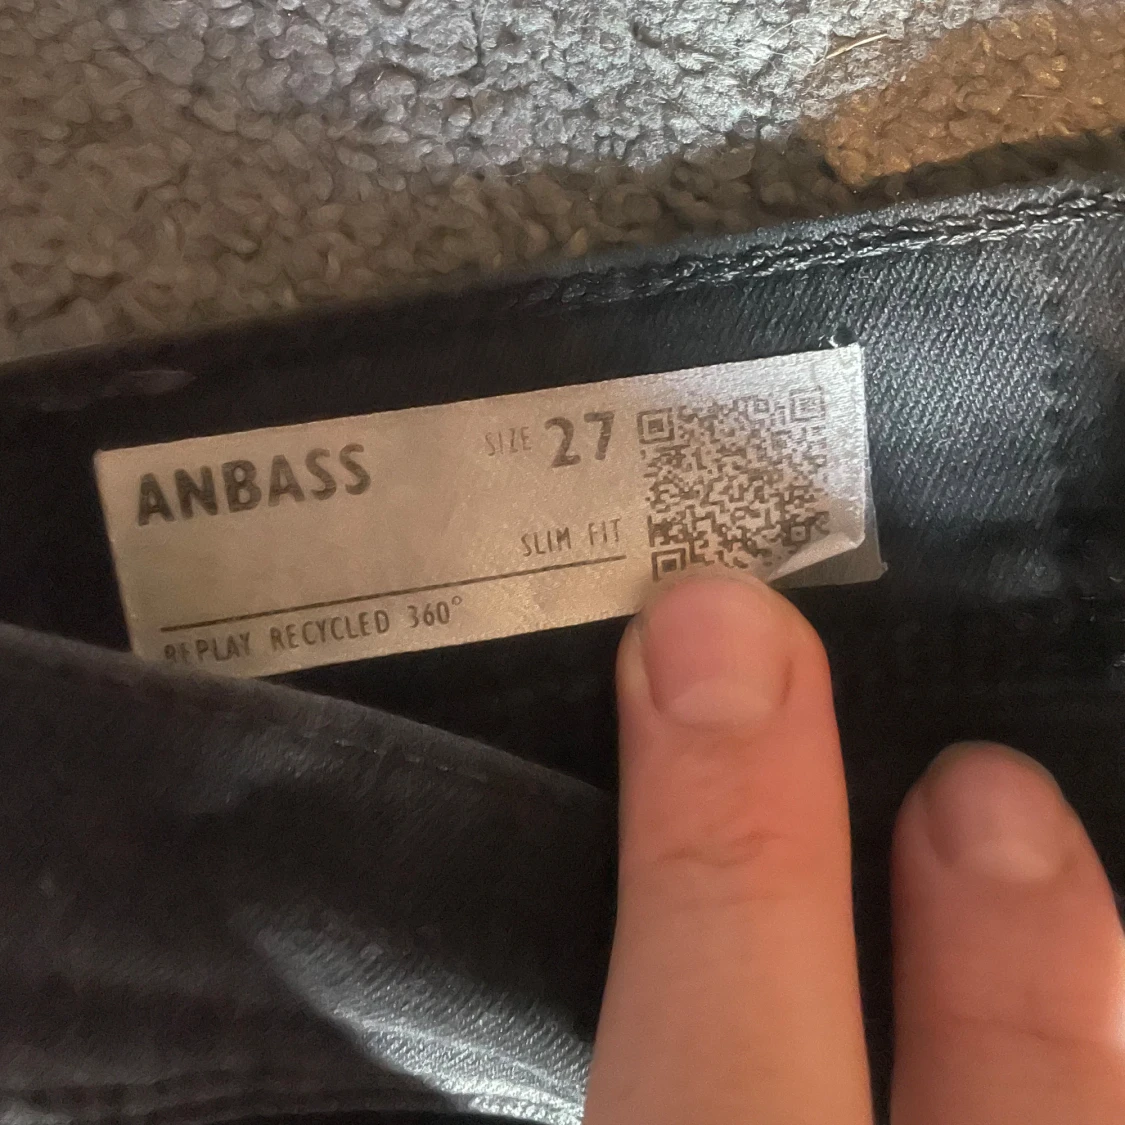 ANBASS
SIZE 27
SLIM FIT
REPLAY RECYCLED 360°